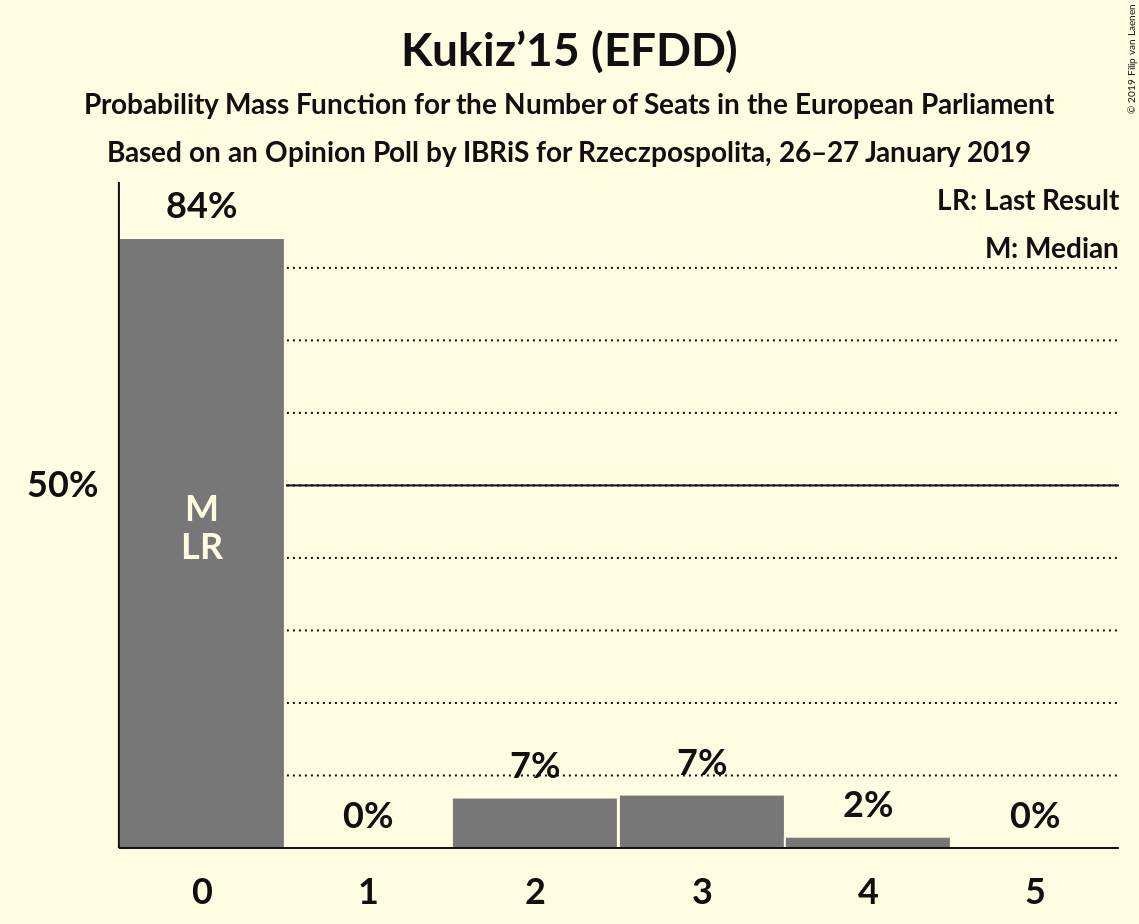 Kukiz’15 (EFDD)
Probability Mass Function for the Number of Seats in the European Parliament
Based on an Opinion Poll by IBRiS for Rzeczpospolita, 26–27 January 2019
© 2019 Filip van Laenen
LR: Last Result
M: Median
84%
50%
M
LR
7%
7%
0%
2%
0%
0 1 2 3 4 5